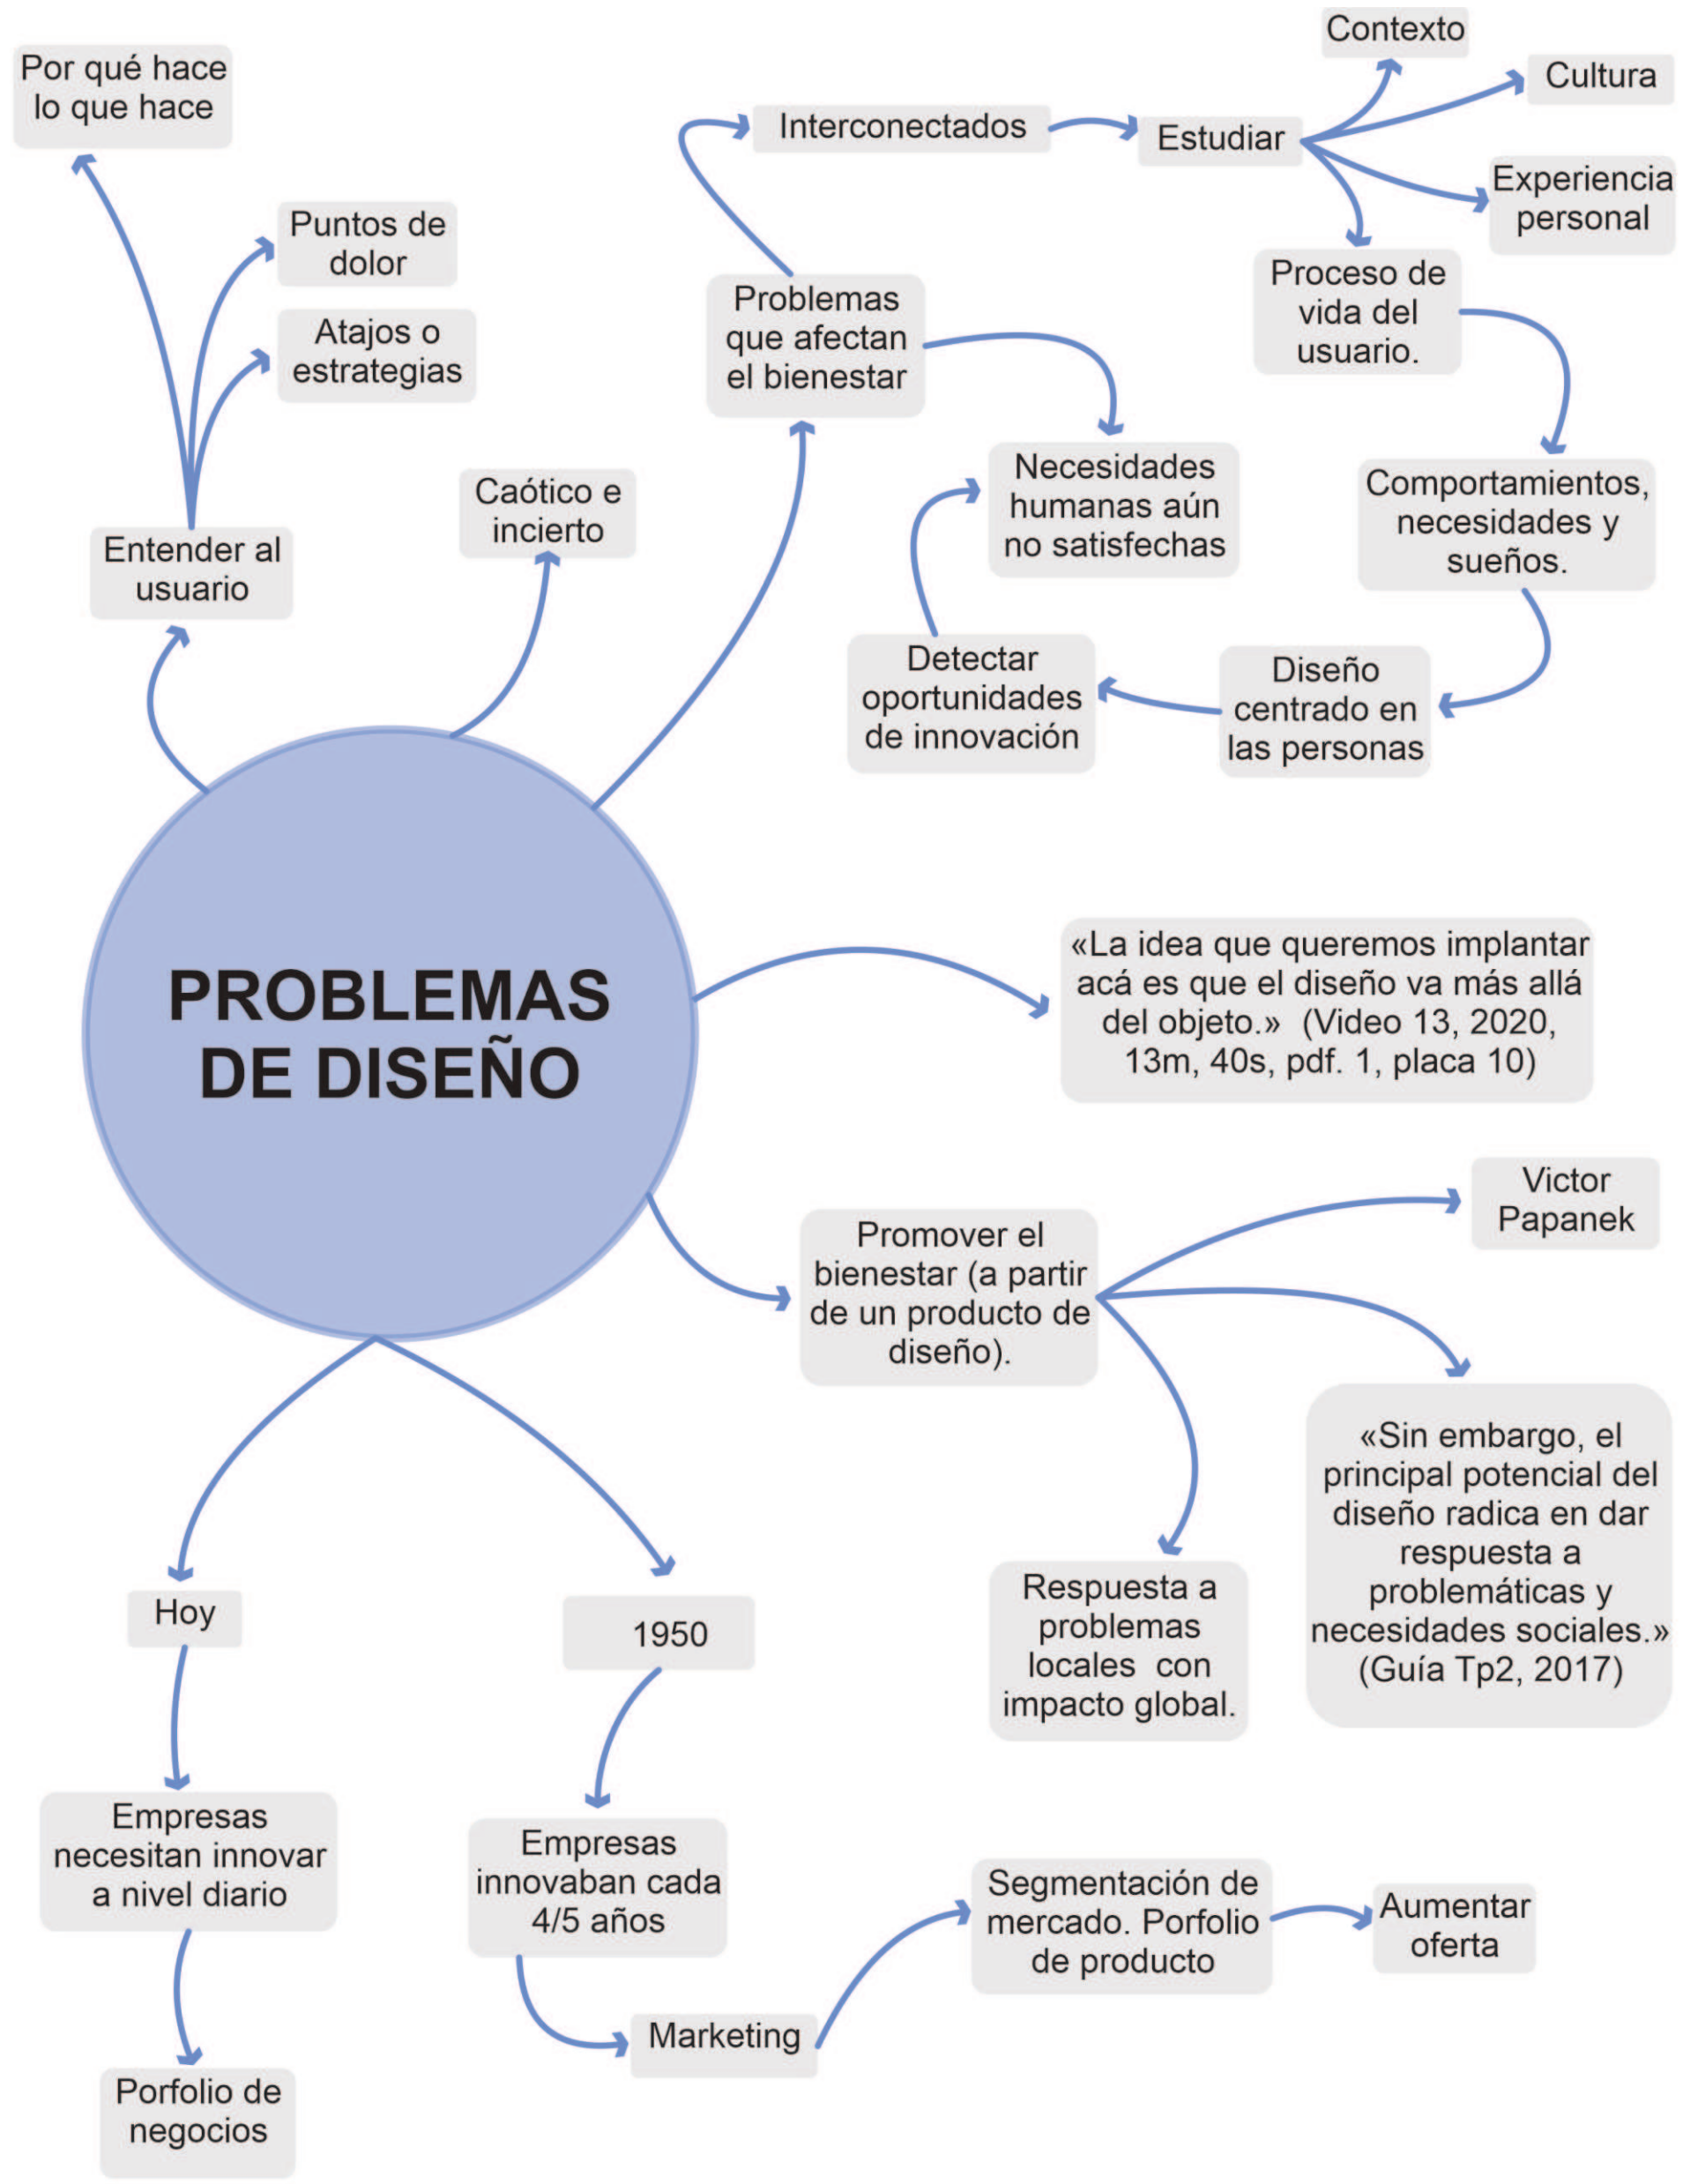 Contexto
Por qué hace
lo que hace
Cultura
Interconectados
Estudiar
Experiencia
personal
Puntos de
dolor
Proceso de
vida del
usuario.
Problemas
que afectan
el bienestar
Atajos o
estrategias
Necesidades
humanas aún
no satisfechas
Comportamientos,
necesidades y
sueños.
Caótico e
incierto
Entender al
usuario
Detectar
oportunidades
de innovación
Diseño
centrado en
las personas
PROBLEMAS
DE DISEÑO
«La idea que queremos implantar
acá es que el diseño va más allá
del objeto.» (Video 13, 2020,
13m, 40s, pdf. 1, placa 10)
Victor
Papanek
Promover el
bienestar (a partir
de un producto de
diseño).
«Sin embargo, el
principal potencial del
diseño radica en dar
respuesta a
problemáticas y
necesidades sociales.»
(Guía Tp2, 2017)
Respuesta a
problemas
locales con
impacto global.
Hoy
1950
Empresas
necesitan innovar
a nivel diario
Empresas
innovaban cada
4/5 años
Segmentación de
mercado. Porfolio
de producto
Aumentar
oferta
Marketing
Porfolio de
negocios